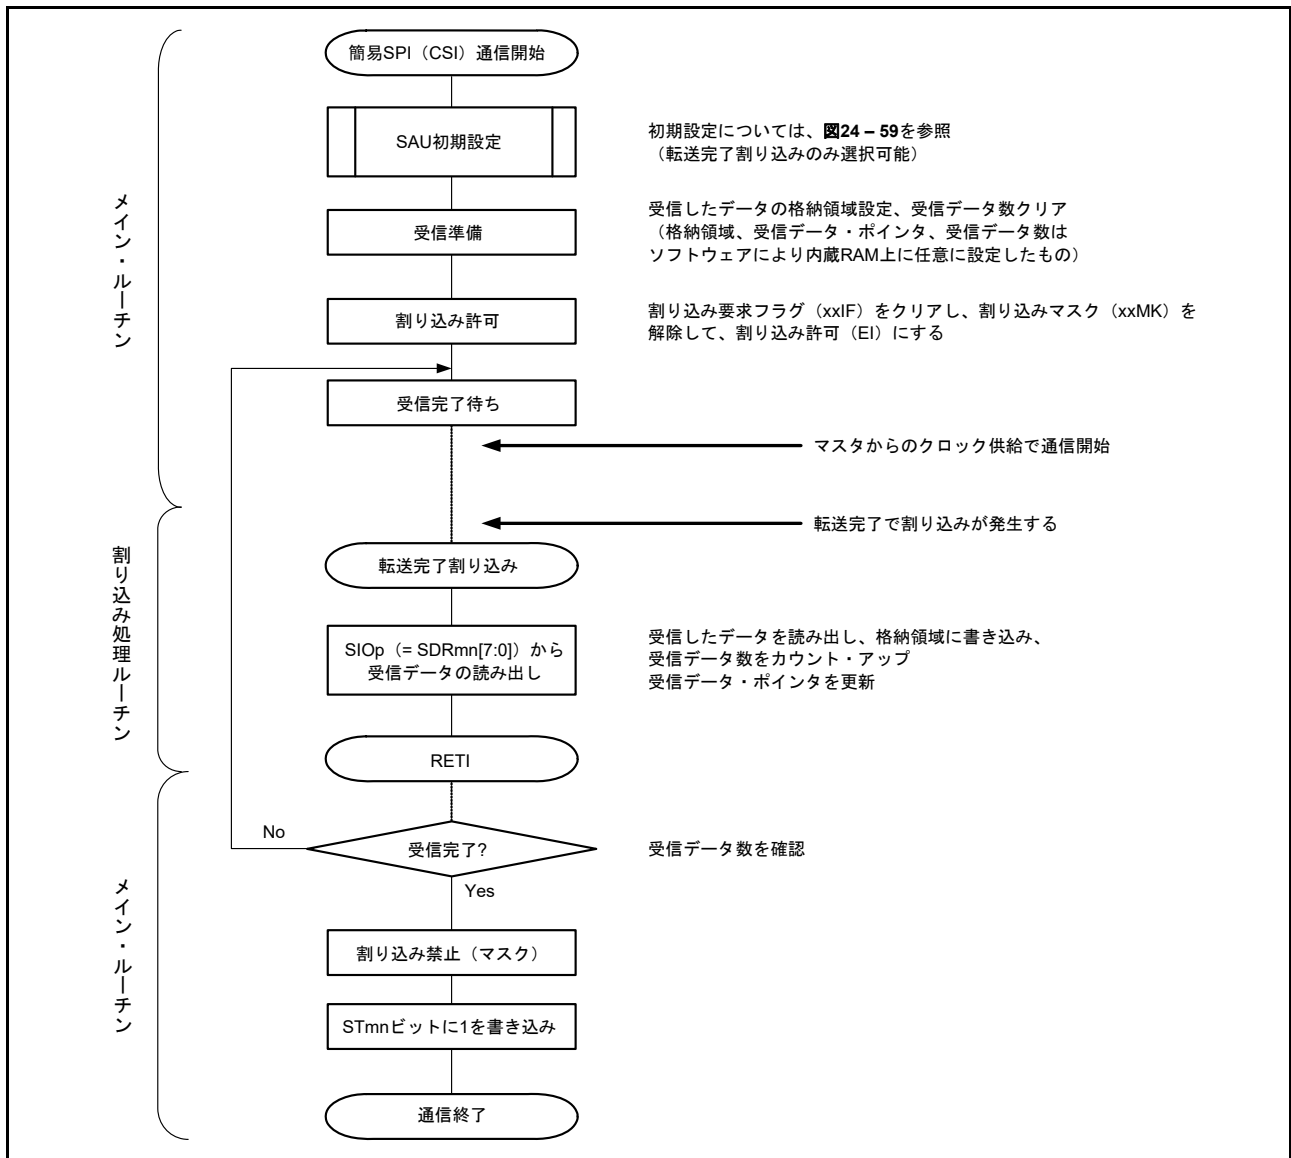 簡易SPI（CSI）通信開始
SAU初期設定
初期設定については、図24 – 59を参照
（転送完了割り込みのみ選択可能）
メイン・ルーチン
受信準備
受信したデータの格納領域設定、受信データ数クリア
（格納領域、受信データ・ポインタ、受信データ数は
ソフトウェアにより内蔵RAM上に任意に設定したもの）
割り込み許可
割り込み要求フラグ（xxIF）をクリアし、割り込みマスク（xxMK）を
解除して、割り込み許可（EI）にする
受信完了待ち
マスタからのクロック供給で通信開始
転送完了で割り込みが発生する
割り込み処理ルーチン
転送完了割り込み
SIOp（= SDRmn[7:0]）から
受信データの読み出し
受信したデータを読み出し、格納領域に書き込み、
受信データ数をカウント・アップ
受信データ・ポインタを更新
RETI
No
受信完了?
受信データ数を確認
Yes
メイン・ルーチン
割り込み禁止（マスク）
STmnビットに1を書き込み
通信終了